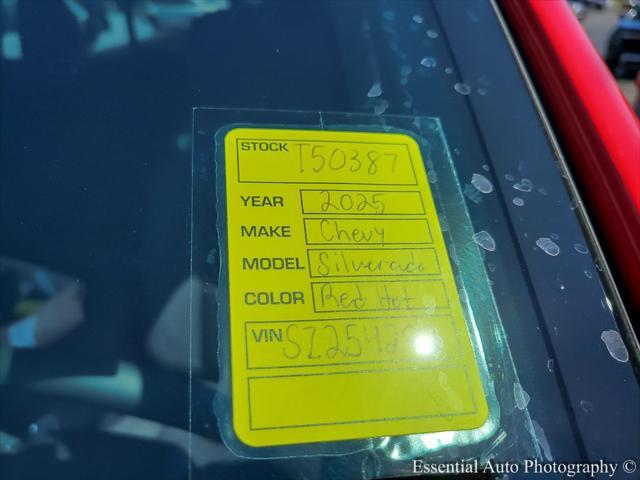 STOCK T50387
YEAR 2025
MAKE Chevy
MODEL Silverado
COLOR Red Hot
VIN
Essential Auto Photography ©